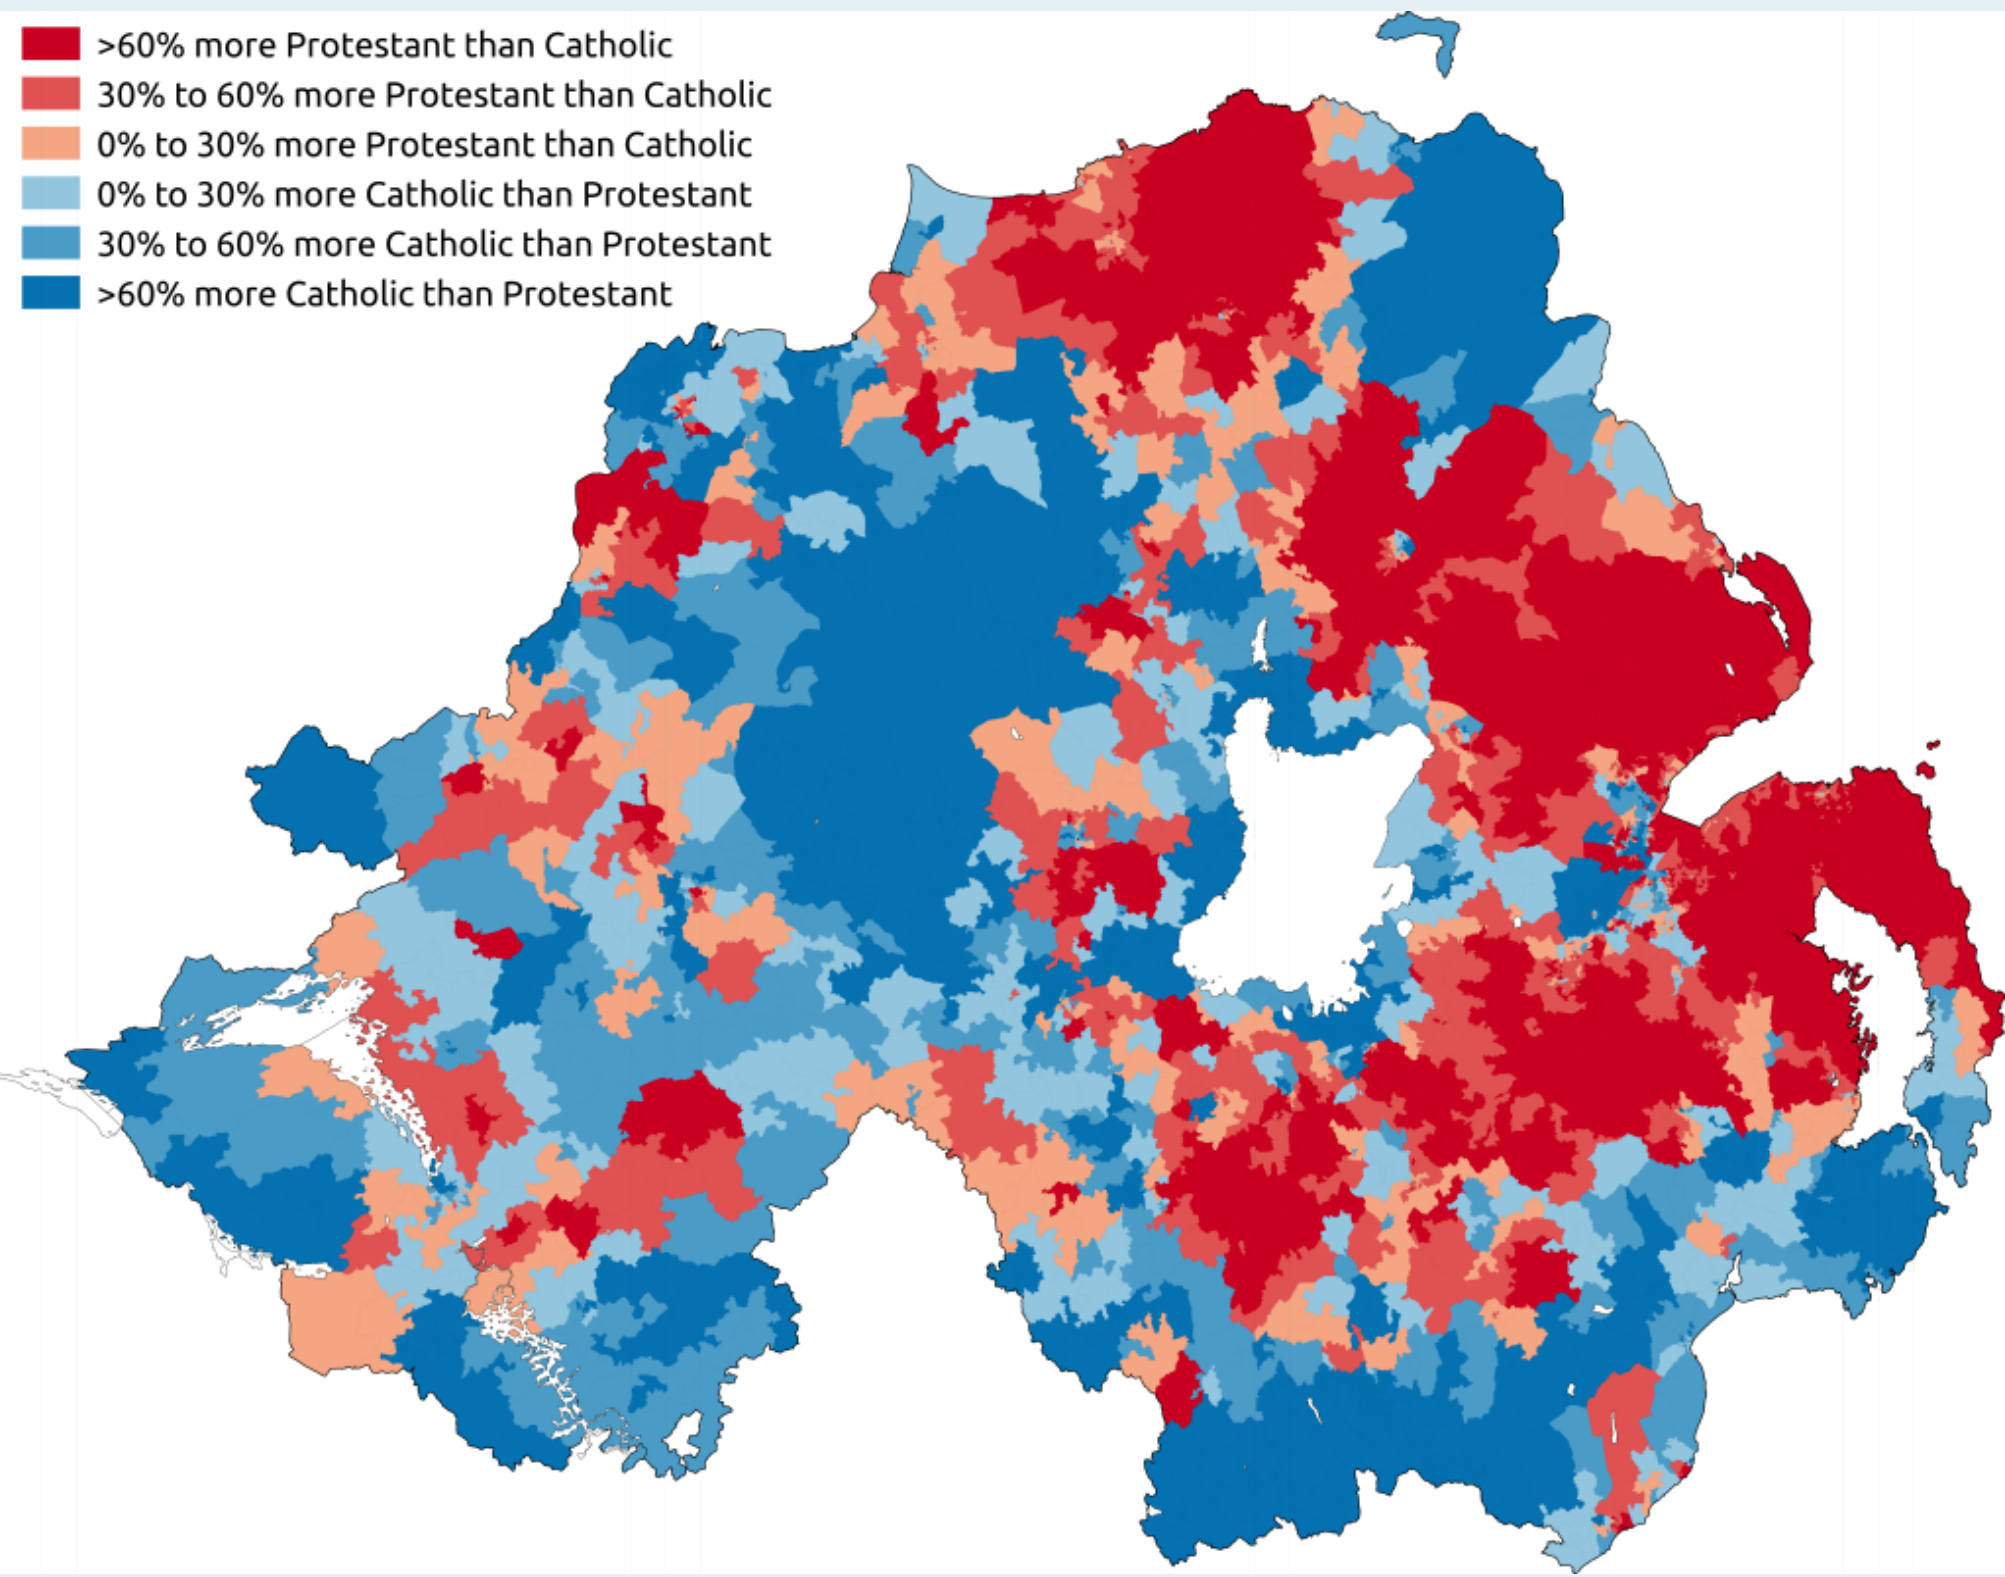 >60% more Protestant than Catholic
30% to 60% more Protestant than Catholic
0% to 30% more Protestant than Catholic
0% to 30% more Catholic than Protestant
30% to 60% more Catholic than Protestant
>60% more Catholic than Protestant